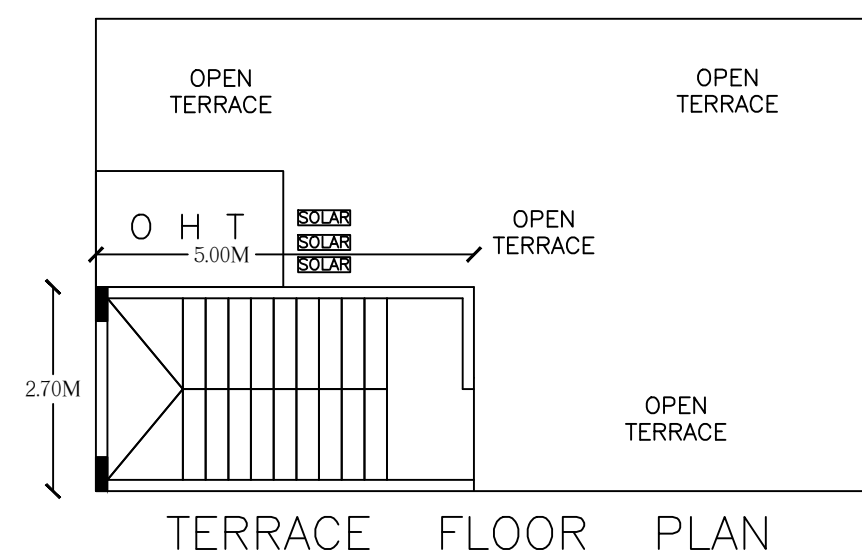 OPEN
TERRACE
OPEN
TERRACE
O H T
SOLAR
SOLAR
SOLAR
OPEN
TERRACE
5.00M
2.70M
OPEN
TERRACE
TERRACE FLOOR PLAN